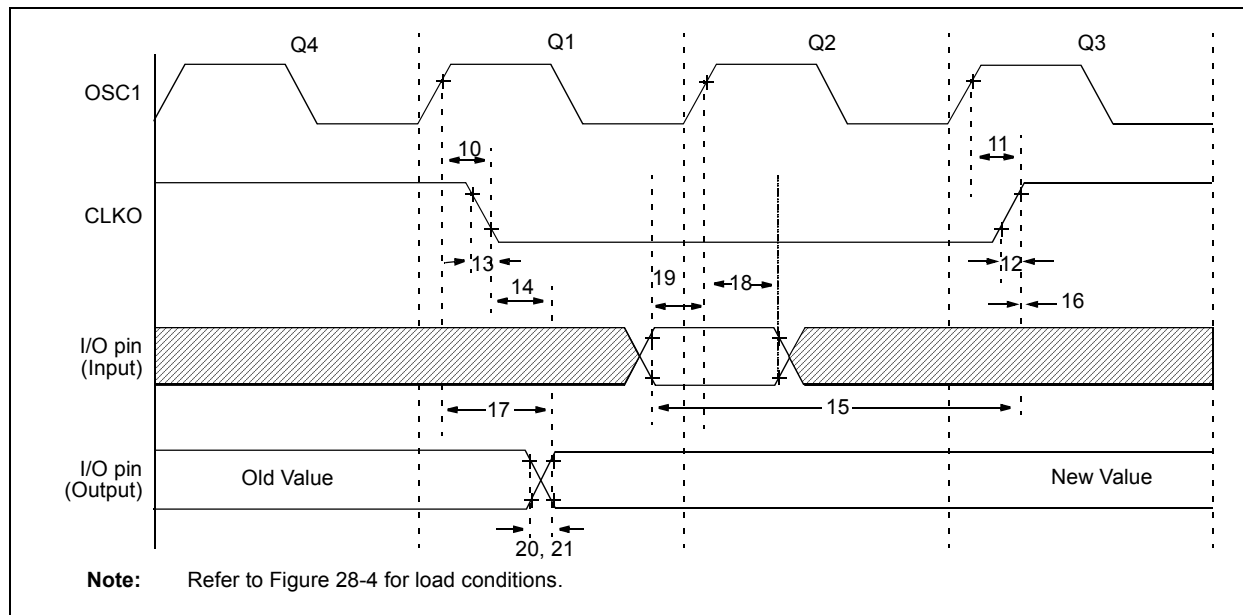 Q4 Q1 Q2 Q3
OSC1
10 11
CLKO
13 12
14 19 18 16
I/O pin
(Input)
17 15
I/O pin
(Output)
Old Value New Value
20, 21
Note: Refer to Figure 28-4 for load conditions.